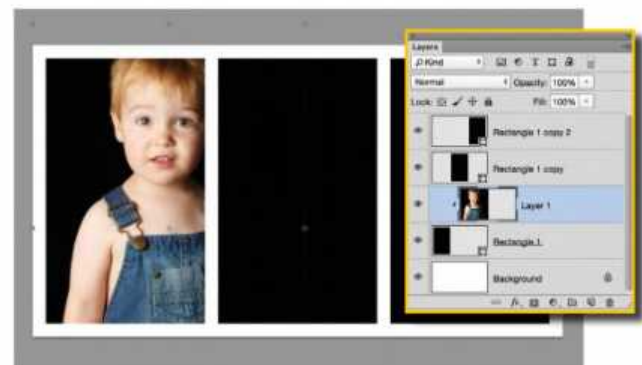 Layers
Kind
Normal Opacity: 100%
Lock: Fill: 100%
Rectangle 1 copy 2
Rectangle 1 copy
Layer 1
Rectangle 1
Background
fx